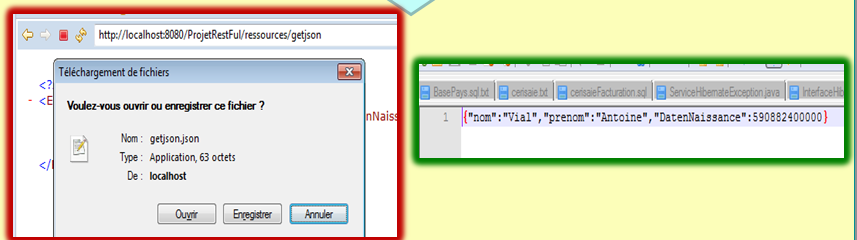 http://localhost:8080/ProjetRestFul/ressources/getjson
<?
- <E
Téléchargement de fichiers
Voulez-vous ouvrir ou enregistrer ce fichier ?
nNaiss
Nom : getjson.json
Type : Application, 63 octets
De : localhost
</
Ouvrir Enregistrer Annuler
BasePays.sql.txt cerisaie.txt cerisaieFacturation.sql ServiceHibernateException.java InterfaceHib
1 {"nom":"Vial","prenom":"Antoine","DatenNaissance":590882400000}